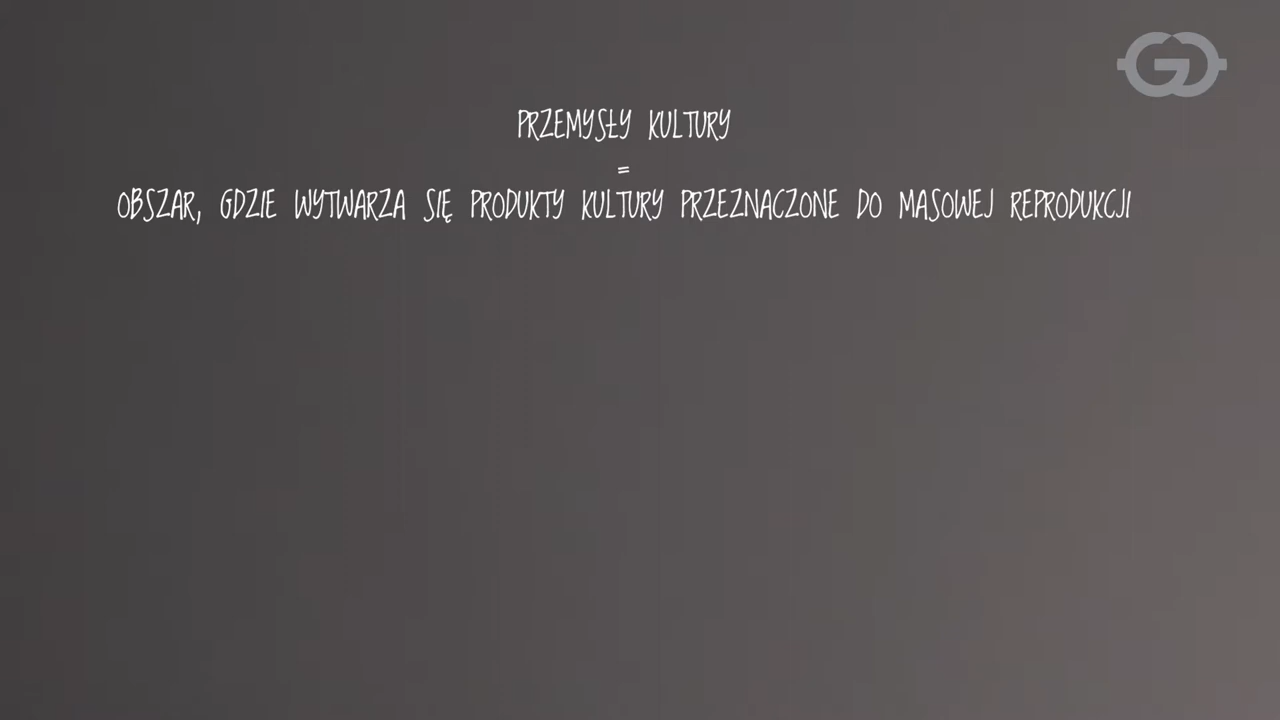 PRZEMYSŁY KULTURY
=
OBSZAR, GDZIE WYTWARZA SIĘ PRODUKTY KULTURY PRZEZNACZONE DO MASOWEJ REPRODUKCJI